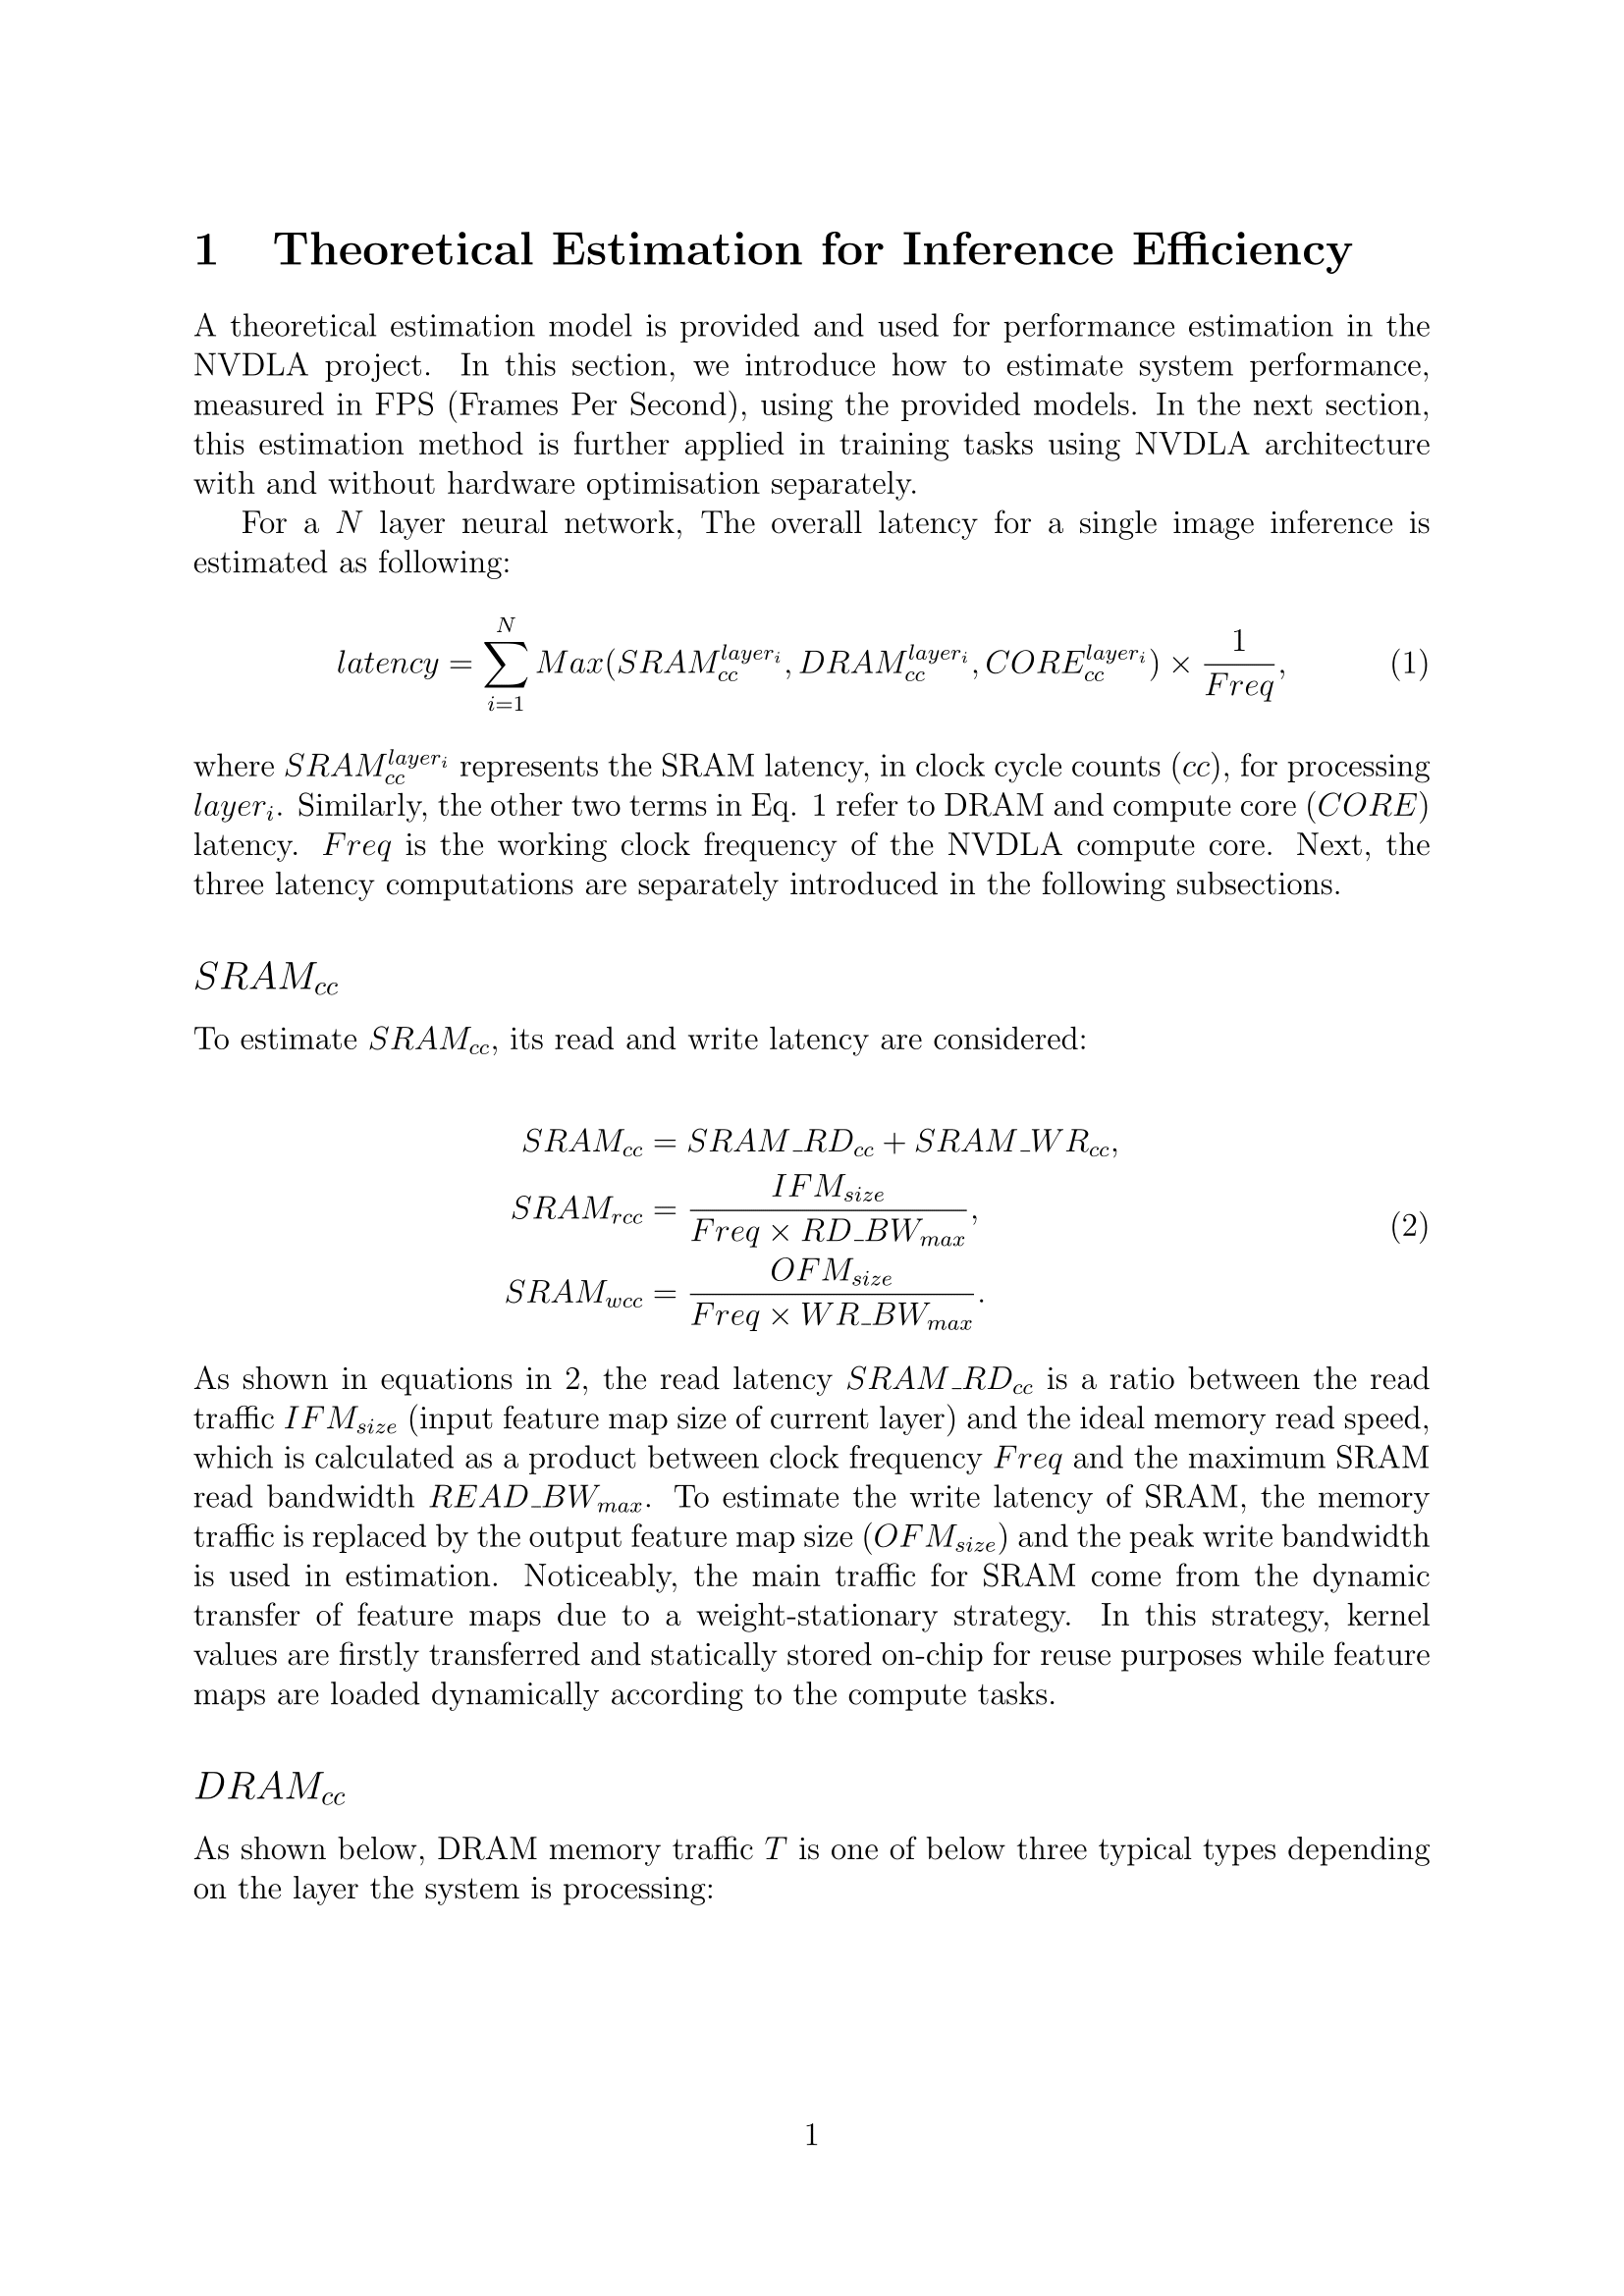 1 Theoretical Estimation for Inference Efficiency
A theoretical estimation model is provided and used for performance estimation in the
NVDLA project. In this section, we introduce how to estimate system performance,
measured in FPS (Frames Per Second), using the provided models. In the next section,
this estimation method is further applied in training tasks using NVDLA architecture
with and without hardware optimisation separately.
For a $N$ layer neural network, The overall latency for a single image inference is
estimated as following:
$latency = \sum_{i=1}^{N} Max(SRAM_{cc}^{layer_i}, DRAM_{cc}^{layer_i}, CORE_{cc}^{layer_i}) \times \frac{1}{Freq},$ (1)
where $SRAM_{cc}^{layer_i}$ represents the SRAM latency, in clock cycle counts ($cc$), for processing
$layer_i$. Similarly, the other two terms in Eq. 1 refer to DRAM and compute core ($CORE$)
latency. $Freq$ is the working clock frequency of the NVDLA compute core. Next, the
three latency computations are separately introduced in the following subsections.
$SRAM_{cc}$
To estimate $SRAM_{cc}$, its read and write latency are considered:
$SRAM_{cc} = SRAM\_RD_{cc} + SRAM\_WR_{cc},$
$SRAM_{rcc} = \frac{IFM_{size}}{Freq \times RD\_BW_{max}},$
(2)
$SRAM_{wcc} = \frac{OFM_{size}}{Freq \times WR\_BW_{max}}.$
As shown in equations in 2, the read latency $SRAM\_RD_{cc}$ is a ratio between the read
traffic $IFM_{size}$ (input feature map size of current layer) and the ideal memory read speed,
which is calculated as a product between clock frequency $Freq$ and the maximum SRAM
read bandwidth $READ\_BW_{max}$. To estimate the write latency of SRAM, the memory
traffic is replaced by the output feature map size ($OFM_{size}$) and the peak write bandwidth
is used in estimation. Noticeably, the main traffic for SRAM come from the dynamic
transfer of feature maps due to a weight-stationary strategy. In this strategy, kernel
values are firstly transferred and statically stored on-chip for reuse purposes while feature
maps are loaded dynamically according to the compute tasks.
$DRAM_{cc}$
As shown below, DRAM memory traffic $T$ is one of below three typical types depending
on the layer the system is processing:
1